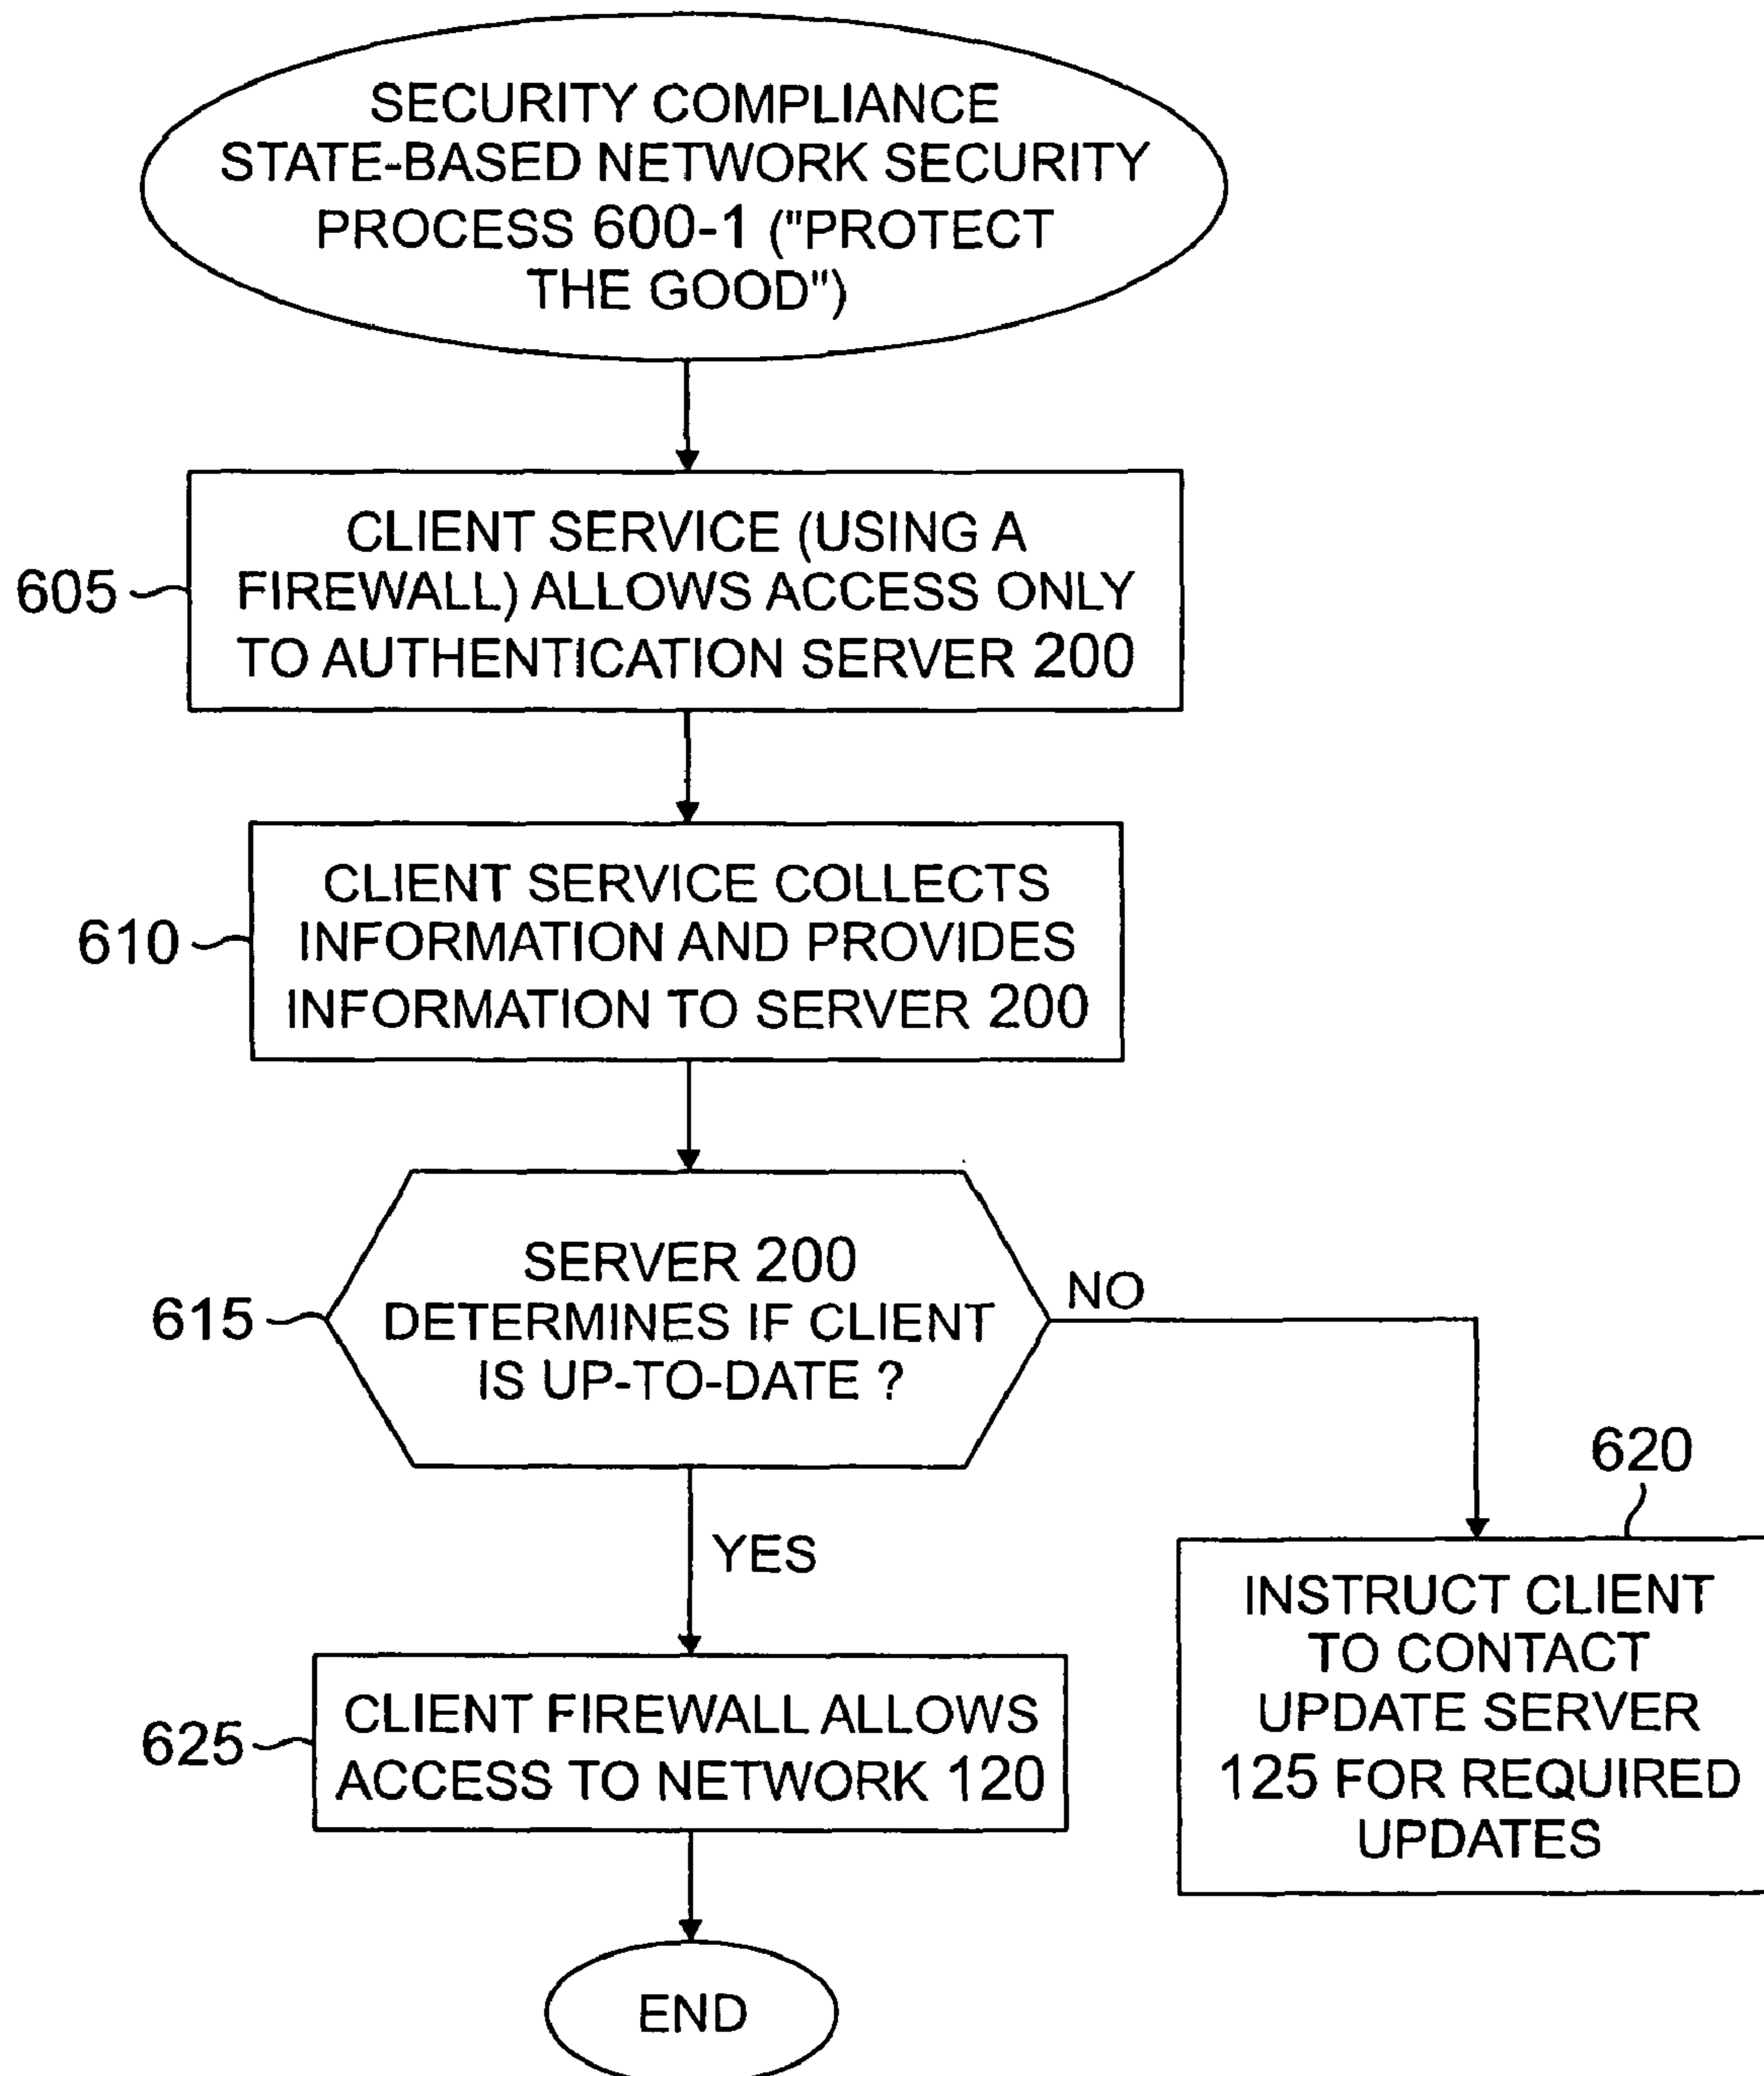 SECURITY COMPLIANCE
STATE-BASED NETWORK SECURITY
PROCESS 600-1 ("PROTECT
THE GOOD")
605
CLIENT SERVICE (USING A
FIREWALL) ALLOWS ACCESS ONLY
TO AUTHENTICATION SERVER 200
610
CLIENT SERVICE COLLECTS
INFORMATION AND PROVIDES
INFORMATION TO SERVER 200
615
SERVER 200
DETERMINES IF CLIENT
IS UP-TO-DATE ?
NO
YES
620
INSTRUCT CLIENT
TO CONTACT
UPDATE SERVER
125 FOR REQUIRED
UPDATES
625
CLIENT FIREWALL ALLOWS
ACCESS TO NETWORK 120
END